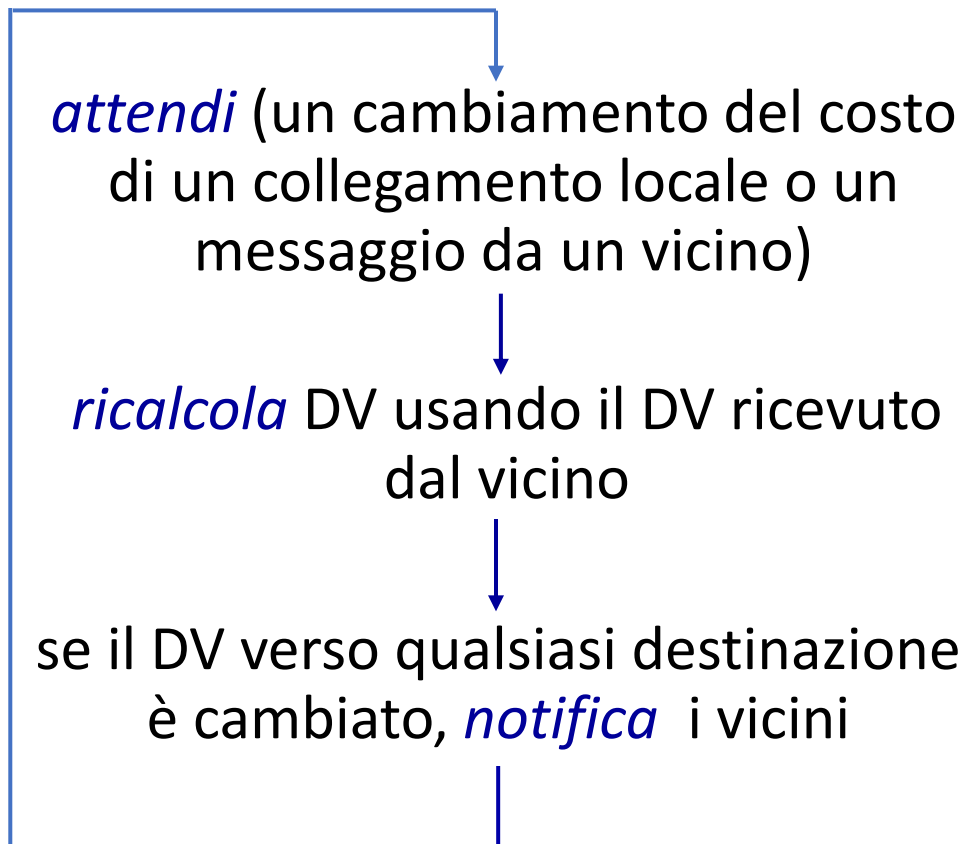 attendi (un cambiamento del costo
di un collegamento locale o un
messaggio da un vicino)
ricalcola DV usando il DV ricevuto
dal vicino
se il DV verso qualsiasi destinazione
è cambiato, notifica i vicini